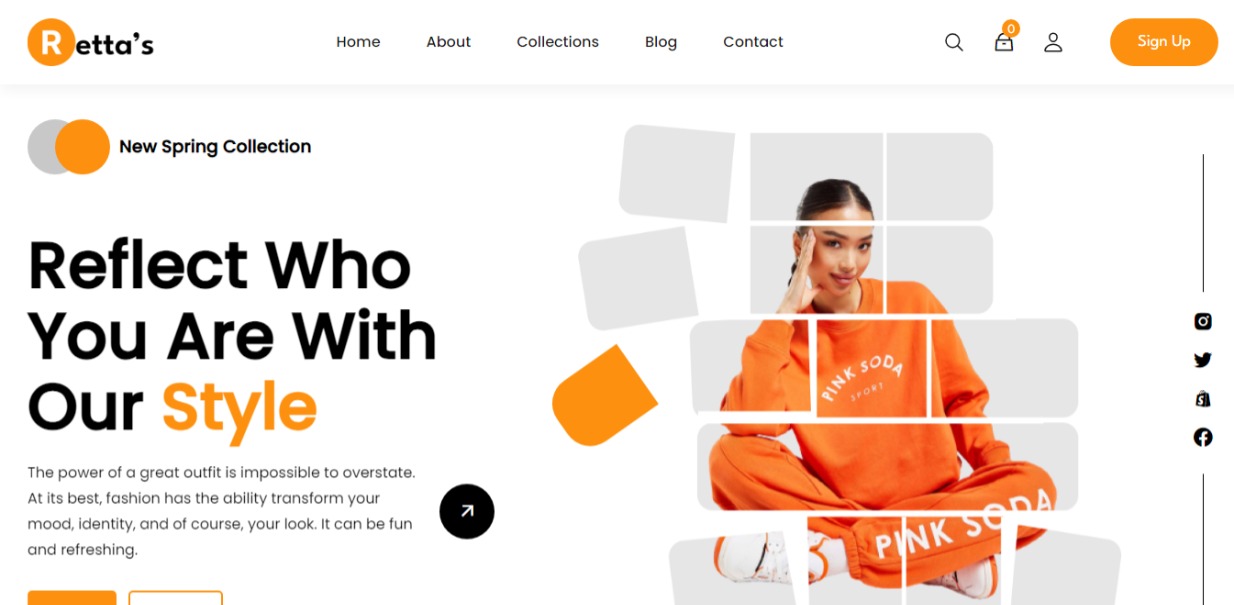 Retta's
Home About Collections Blog Contact
0
Sign Up
New Spring Collection
Reflect Who
You Are With
Our Style
The power of a great outfit is impossible to overstate.
At its best, fashion has the ability transform your
mood, identity, and of course, your look. It can be fun
and refreshing.
PINK SODA
SPORT
PINK SODA